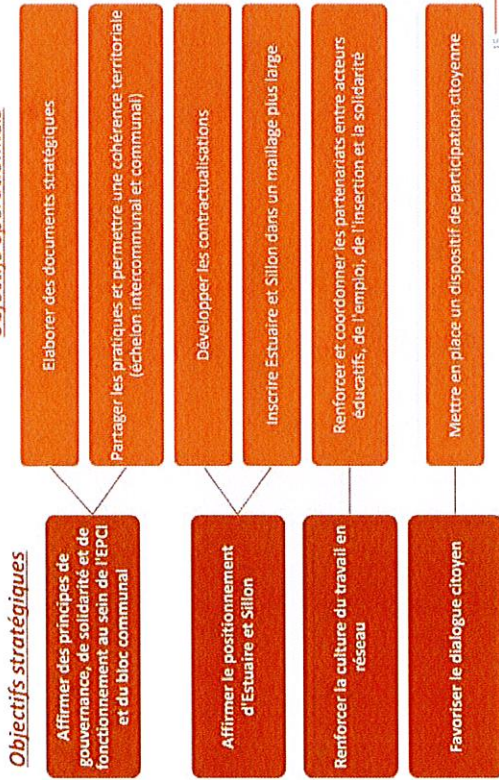 Objectifs stratégiques
Affirmer des principes de
gouvernance, de solidarité et de
fonctionnement au sein de l'EPCI
et du bloc communal
Elaborer des documents stratégiques
Partager les pratiques et permettre une cohérence territoriale
(échelon intercommunal et communal)
Affirmer le positionnement
d'Estuaire et Sillon
Développer les contractualisations
Inscrire Estuaire et Sillon dans un maillage plus large
Renforcer la culture du travail en
réseau
Renforcer et coordonner les partenariats entre acteurs
éducatifs, de l'emploi, de l'insertion et la solidarité
Favoriser le dialogue citoyen
Mettre en place un dispositif de participation citoyenne
15